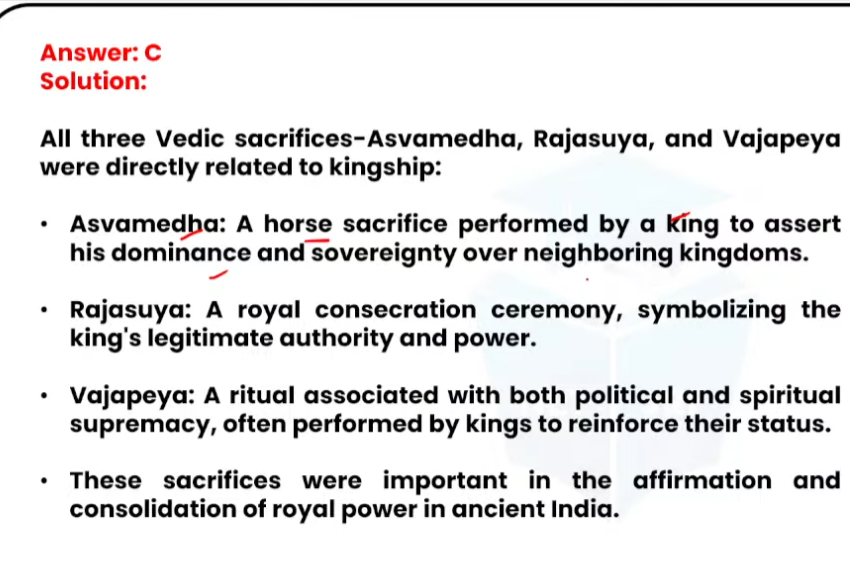 Answer: C
Solution:
All three Vedic sacrifices-Asvamedha, Rajasuya, and Vajapeya
were directly related to kingship:
• Asvamedha: A horse sacrifice performed by a king to assert
his dominance and sovereignty over neighboring kingdoms.
• Rajasuya: A royal consecration ceremony, symbolizing the
king's legitimate authority and power.
• Vajapeya: A ritual associated with both political and spiritual
supremacy, often performed by kings to reinforce their status.
• These sacrifices were important in the affirmation and
consolidation of royal power in ancient India.